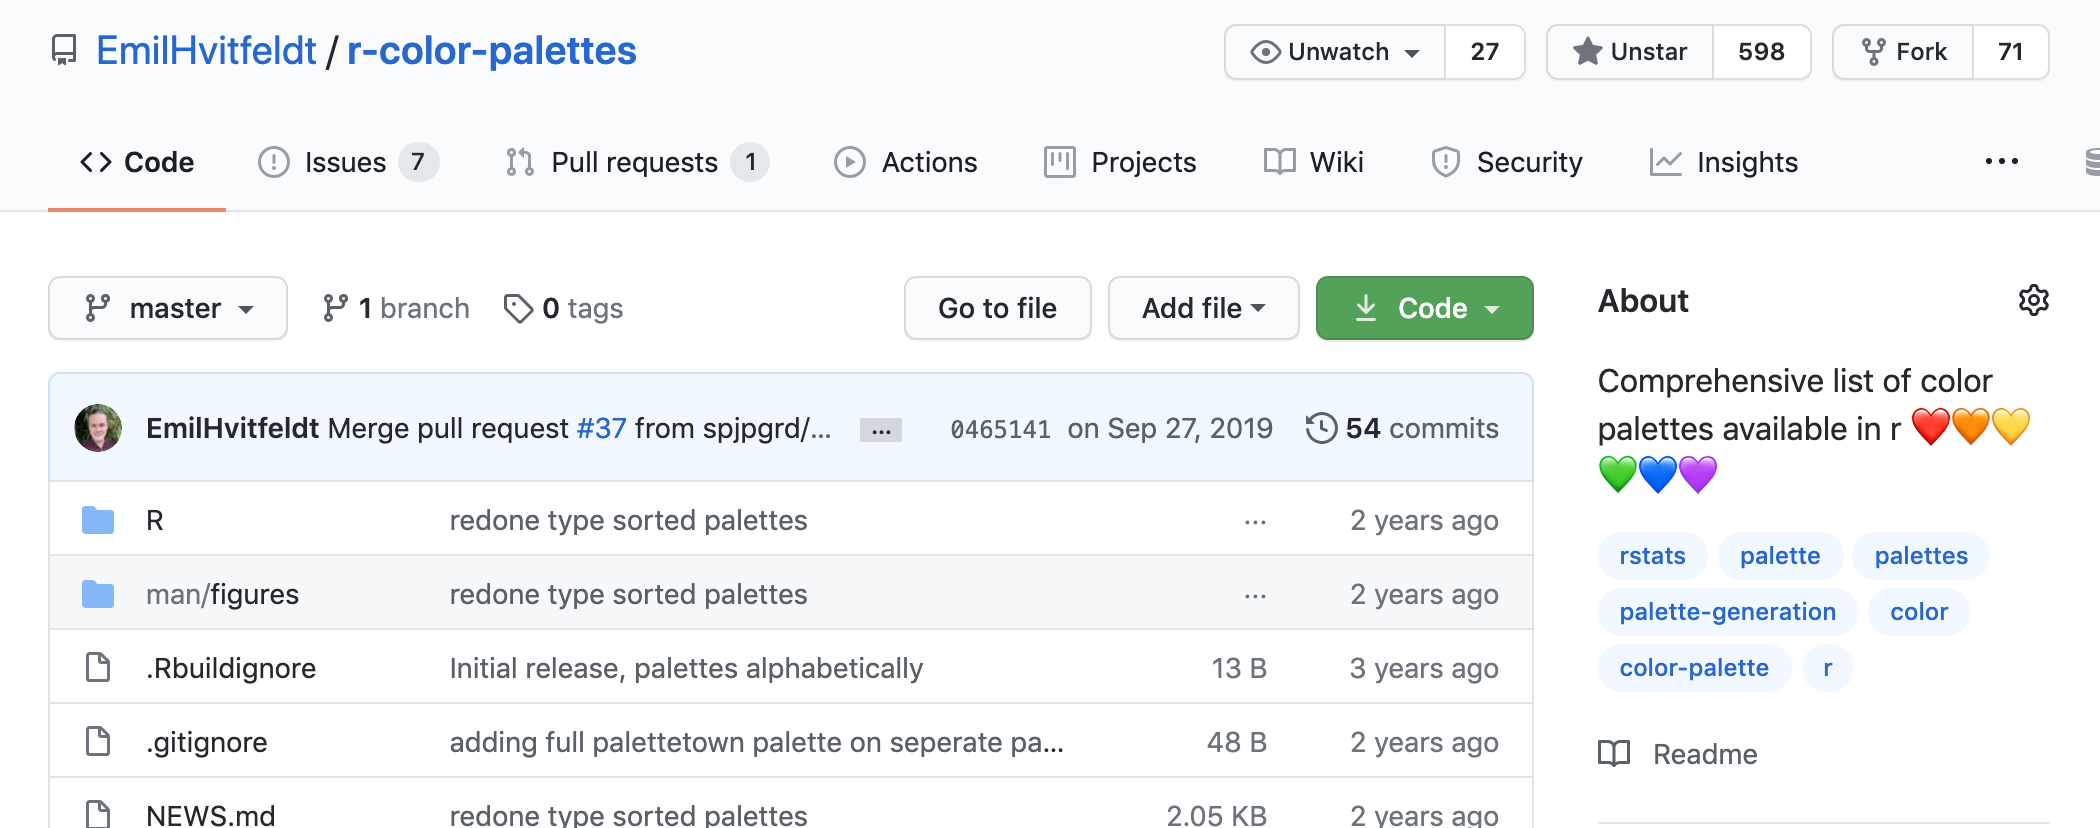 EmilHvitfeldt / r-color-palettes
Unwatch 27 Unstar 598 Fork 71
Code Issues 7 Pull requests 1 Actions Projects Wiki Security Insights ...
master 1 branch 0 tags Go to file Add file Code
EmilHvitfeldt Merge pull request #37 from spjpgrd/... ... 0465141 on Sep 27, 2019 54 commits
R redone type sorted palettes ... 2 years ago
man/figures redone type sorted palettes ... 2 years ago
.Rbuildignore Initial release, palettes alphabetically 13 B 3 years ago
.gitignore adding full palettetown palette on seperate pa... 48 B 2 years ago
NEWS.md redone type sorted palettes 2.05 KB 2 years ago
About
Comprehensive list of color
palettes available in r ❤️🧡💛
💚💙💜
rstats palette palettes
palette-generation color
color-palette r
Readme